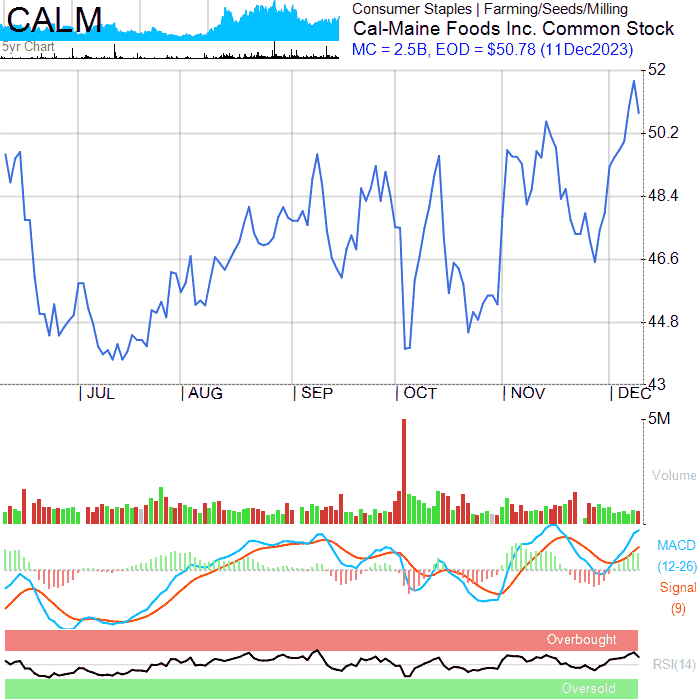 CALM
5yr Chart
Consumer Staples | Farming/Seeds/Milling
Cal-Maine Foods Inc. Common Stock
MC = 2.5B, EOD = $50.78 (11Dec2023)
52
50.2
48.4
46.6
44.8
43
| JUL
| AUG
| SEP
| OCT
| NOV
| DEC
5M
Volume
MACD
(12-26)
Signal
(9)
Overbought
RSI(14)
Oversold